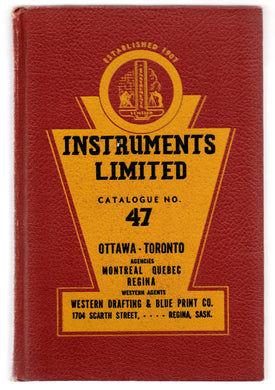 ESTABLISHED 1907
INSTRUMENTS
LIMITED
CATALOGUE NO.
47
OTTAWA - TORONTO
AGENCIES
MONTREAL QUEBEC
REGINA
WESTERN AGENTS
WESTERN DRAFTING & BLUE PRINT CO.
1704 SCARTH STREET, - - - - REGINA, SASK.